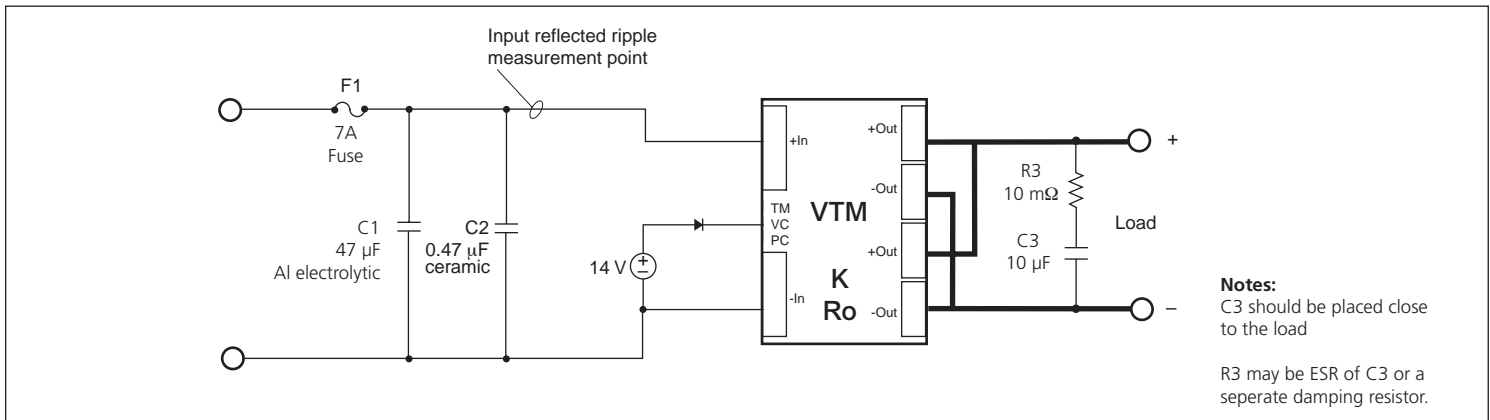 Input reflected ripple
measurement point
F1
7A
Fuse
C1
47 µF
Al electrolytic
C2
0.47 µF
ceramic
14 V
+In
TM
VC
PC
-In
VTM
K
Ro
+Out
-Out
+Out
-Out
R3
10 mΩ
C3
10 µF
+
Load
–
Notes:
C3 should be placed close
to the load
R3 may be ESR of C3 or a
seperate damping resistor.